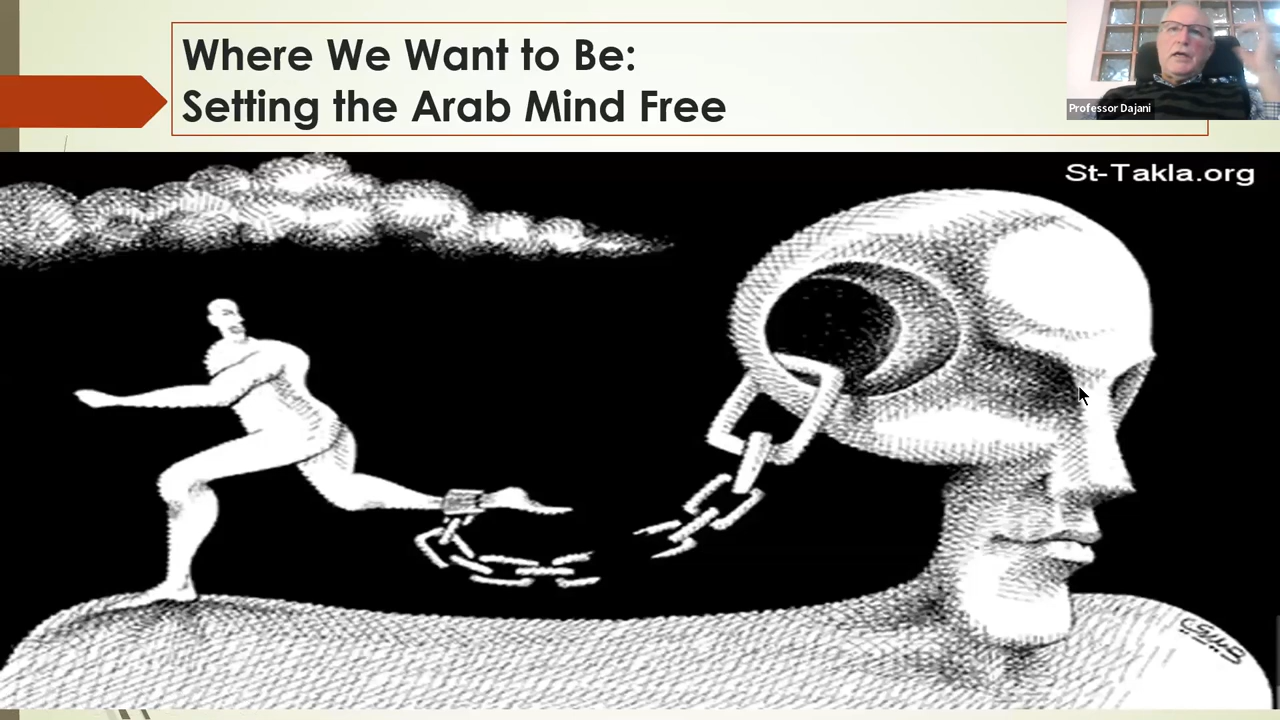 Where We Want to Be:
Setting the Arab Mind Free
Professor Dajani
St-Takla.org